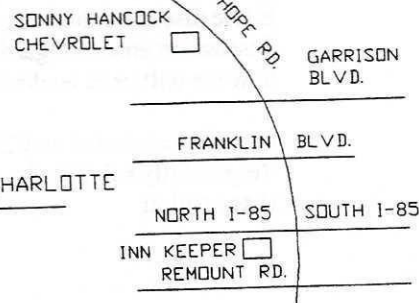 SONNY HANCOCK
CHEVROLET
HOPE RD.
GARRISON
BLVD.
FRANKLIN BLVD.
HARLOTTE
NORTH I-85 SOUTH I-85
INN KEEPER
REMOUNT RD.